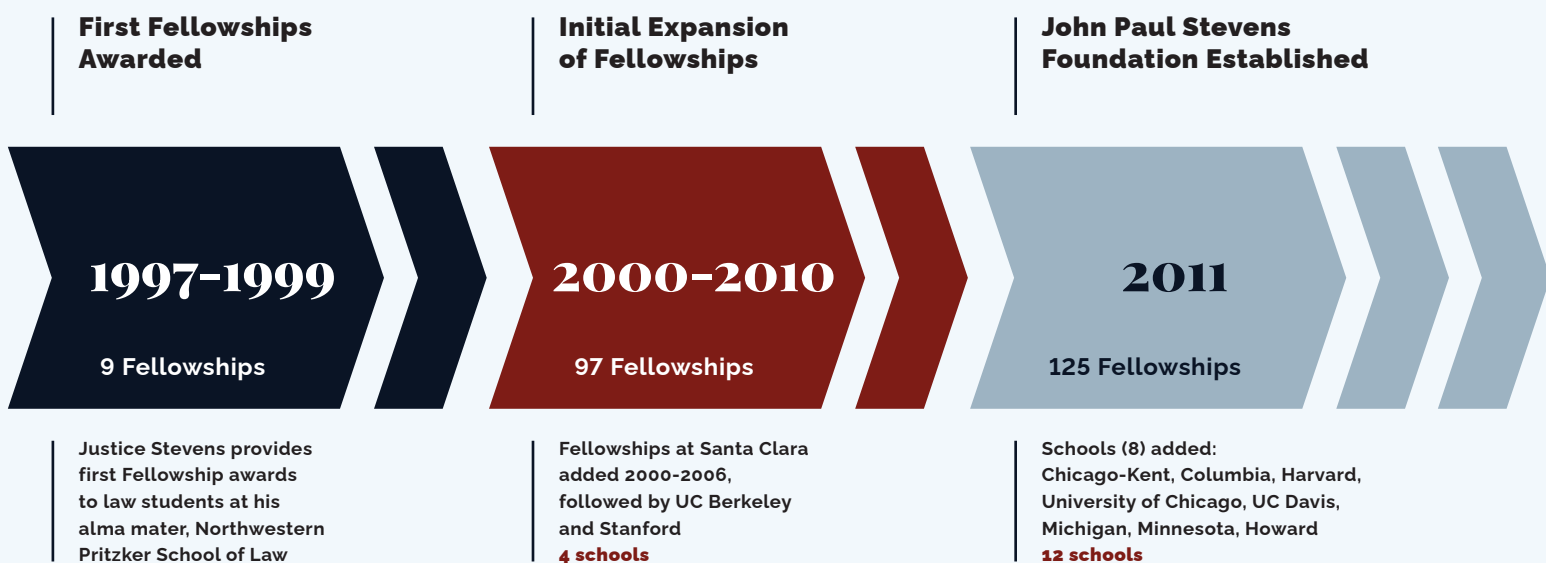 First Fellowships
Awarded
1997–1999
9 Fellowships
Justice Stevens provides
first Fellowship awards
to law students at his
alma mater, Northwestern
Pritzker School of Law
Initial Expansion
of Fellowships
2000–2010
97 Fellowships
Fellowships at Santa Clara
added 2000-2006,
followed by UC Berkeley
and Stanford
4 schools
John Paul Stevens
Foundation Established
2011
125 Fellowships
Schools (8) added:
Chicago-Kent, Columbia, Harvard,
University of Chicago, UC Davis,
Michigan, Minnesota, Howard
12 schools